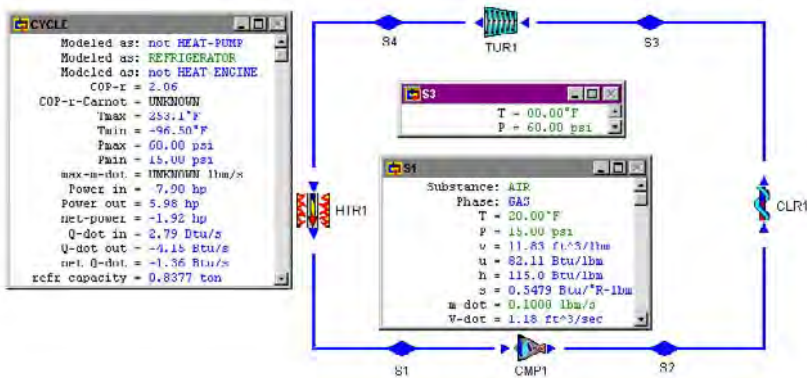 CYCLE
Modeled as: not HEAT-PUMP
Modeled as: REFRIGERATOR
Modeled as: not HEAT-ENGINE
COP-r = 2.06
COP-r-Carnot = UNKNOWN
Tmax = 253.1°F
Tmin = -96.50°F
Pmax = 60.00 psi
Pmin = 15.00 psi
max-m-dot = UNKNOWN lbm/s
Power in = -7.90 hp
Power out = 5.98 hp
net-power = -1.92 hp
Q-dot in = 2.79 Btu/s
Q-dot out = -4.15 Btu/s
net Q-dot = -1.36 Btu/s
refr capacity = 0.8377 ton
S4
TUR1
S3
S3
T =
P = 60.00 psi
HTR1
CLR1
S1
Substance: AIR
Phase: GAS
T = 20.00°F
P = 15.00 psi
v = 11.83 ft^3/lbm
u = 82.11 Btu/lbm
h = 115.0 Btu/lbm
s = 0.5479 Btu/°R-lbm
m-dot = 0.1000 lbm/s
V-dot = 1.18 ft^3/sec
S1
CMP1
S2